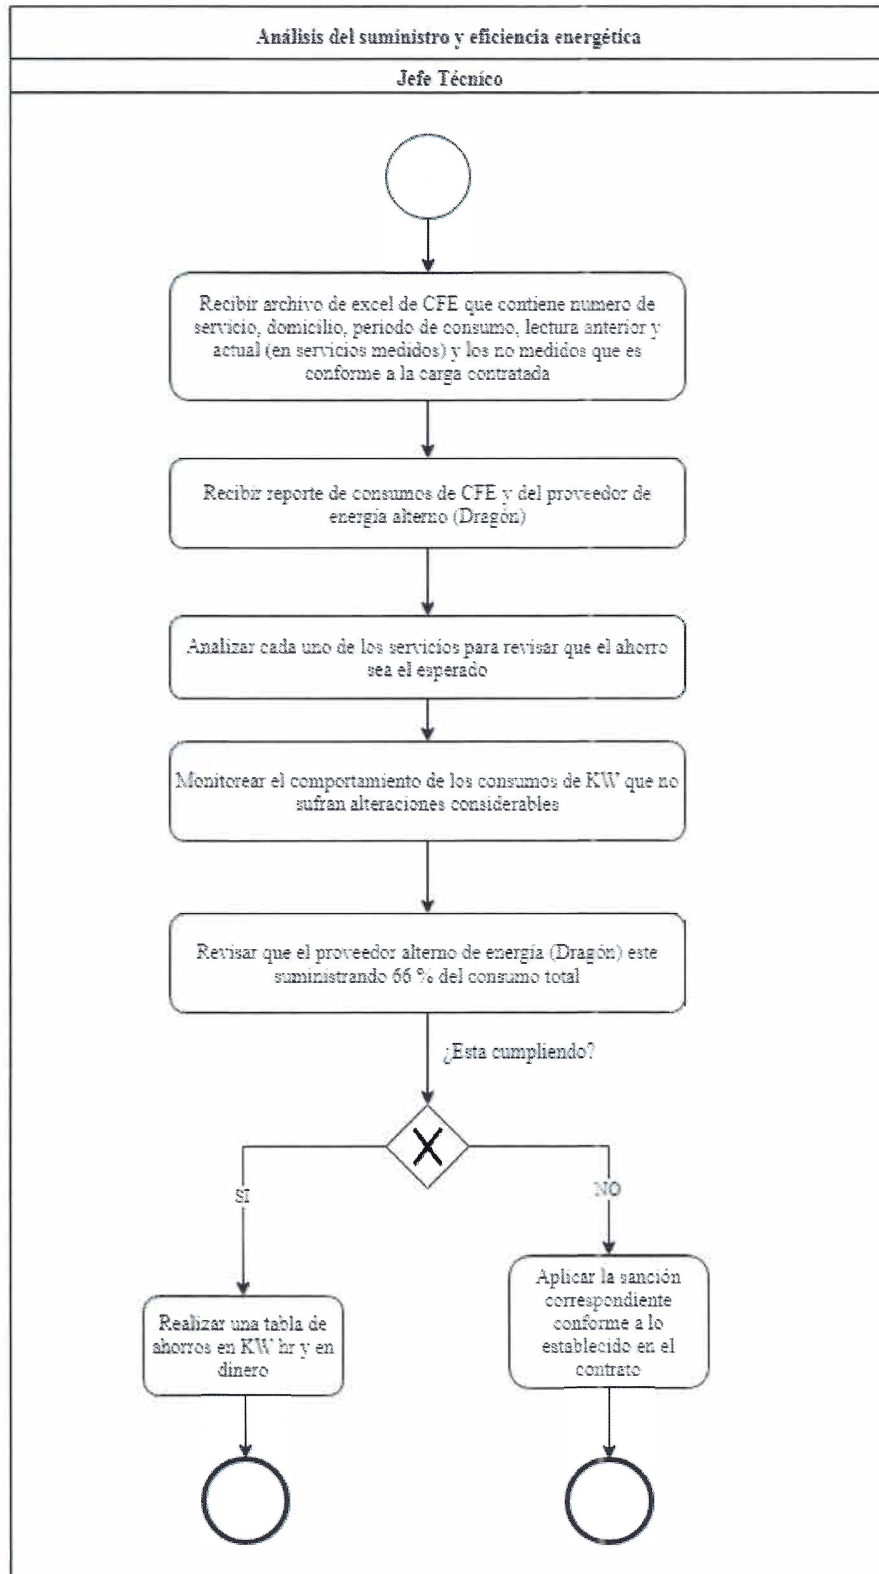 Análisis del suministro y eficiencia energética
Jefe Técnico
Recibir archivo de excel de CFE que contiene numero de
servicio, domicilio, periodo de consumo, lectura anterior y
actual (en servicios medidos) y los no medidos que es
conforme a la carga contratada
Recibir reporte de consumos de CFE y del proveedor de
energía alterno (Dragón)
Analizar cada uno de los servicios para revisar que el ahorro
sea el esperado
Monitorear el comportamiento de los consumos de KW que no
sufran alteraciones considerables
Revisar que el proveedor alterno de energía (Dragón) este
suministrando 66 % del consumo total
¿Esta cumpliendo?
SI
NO
Realizar una tabla de
ahorros en KW hr y en
dinero
Aplicar la sanción
correspondiente
conforme a lo
establecido en el
contrato